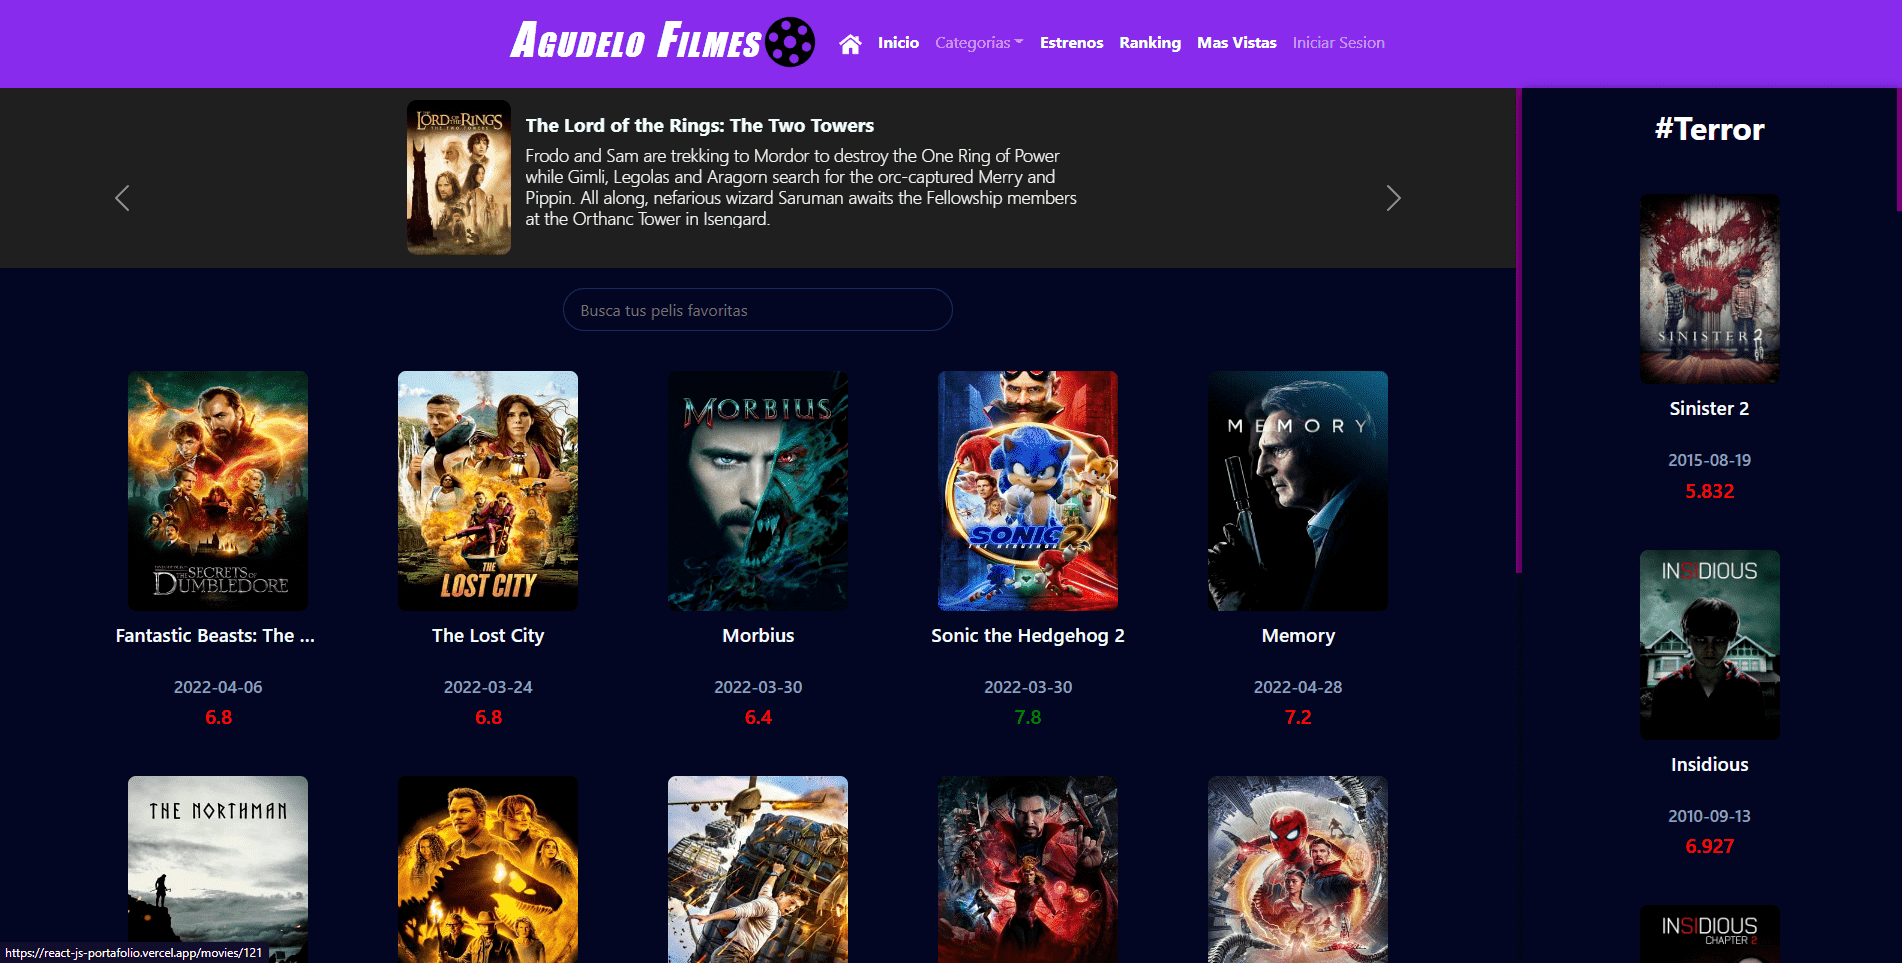 AGUDELO FILMES
Inicio
Categorias
Estrenos
Ranking
Mas Vistas
Iniciar Sesion
THE LORD OF THE RINGS
THE TWO TOWERS
The Lord of the Rings: The Two Towers
Frodo and Sam are trekking to Mordor to destroy the One Ring of Power
while Gimli, Legolas and Aragorn search for the orc-captured Merry and
Pippin. All along, nefarious wizard Saruman awaits the Fellowship members
at the Orthanc Tower in Isengard.
Busca tus pelis favoritas
THE SECRETS OF
DUMBLEDORE
Fantastic Beasts: The ...
2022-04-06
6.8
THE
LOST CITY
The Lost City
2022-03-24
6.8
MORBIUS
Morbius
2022-03-30
6.4
SONIC 2
THE HEDGEHOG
Sonic the Hedgehog 2
2022-03-30
7.8
MEMORY
Memory
2022-04-28
7.2
THE NORTHMAN
#Terror
SINISTER 2
Sinister 2
2015-08-19
5.832
INSIDIOUS
Insidious
2010-09-13
6.927
INSIDIOUS
CHAPTER 2
https://react-js-portafolio.vercel.app/movies/121